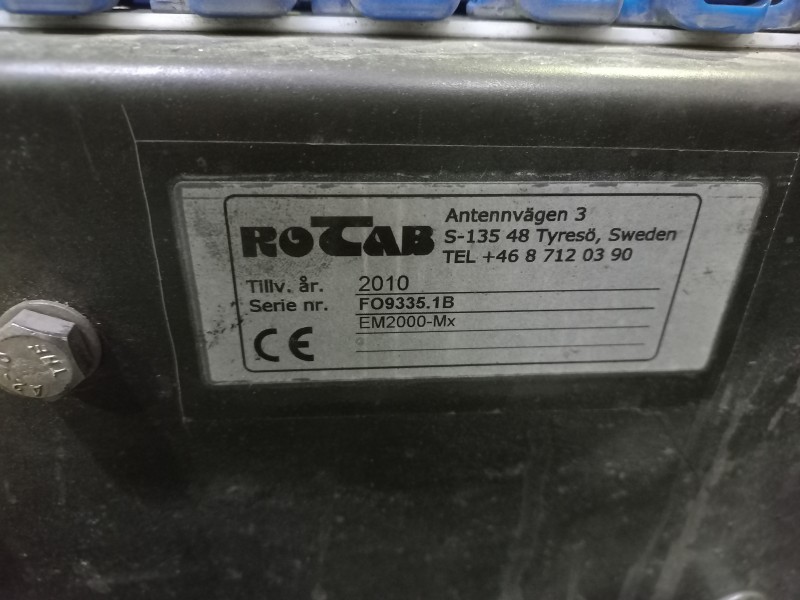 ROTAB
Antennvägen 3
S-135 48 Tyresö, Sweden
TEL +46 8 712 03 90
Tillv. år. 2010
Serie nr. FO9335.1B
EM2000-Mx
CE